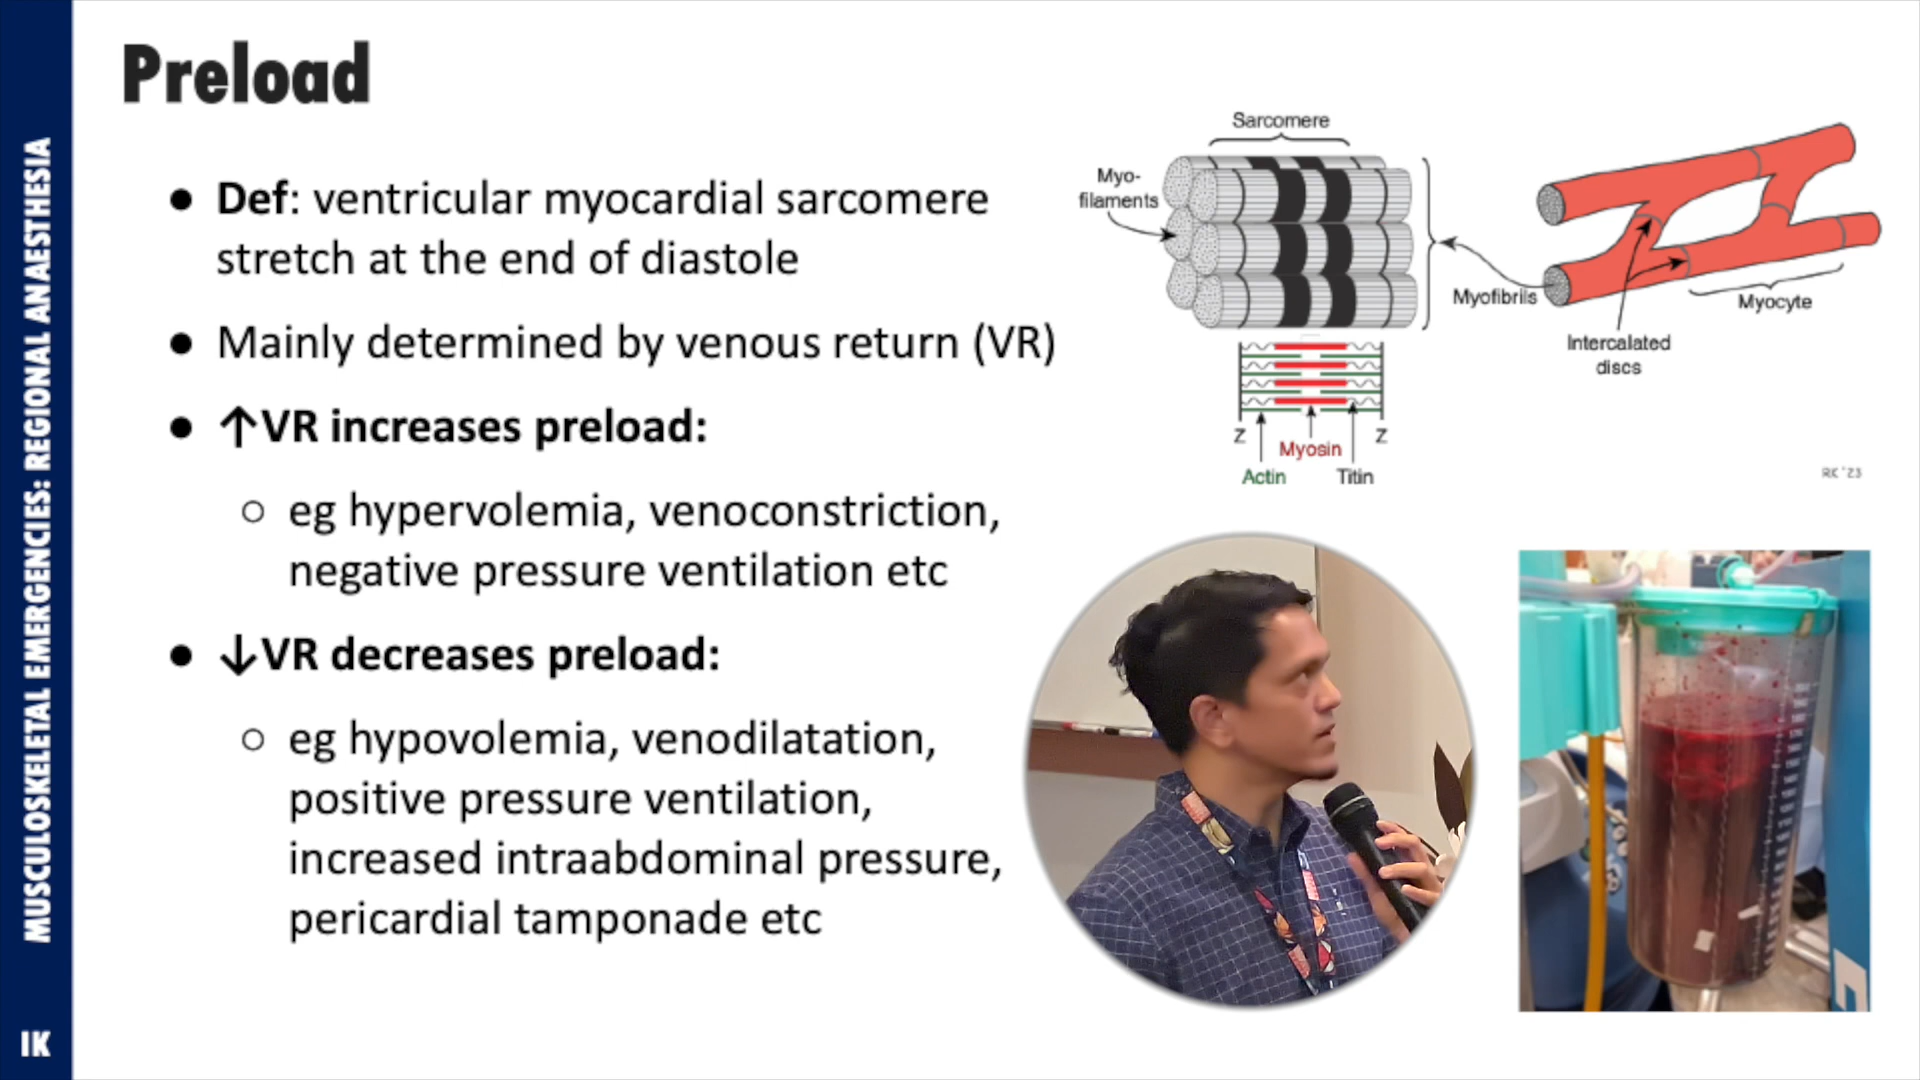 Preload
● Def: ventricular myocardial sarcomere
stretch at the end of diastole
● Mainly determined by venous return (VR)
● ↑VR increases preload:
○ eg hypervolemia, venoconstriction,
negative pressure ventilation etc
● ↓VR decreases preload:
○ eg hypovolemia, venodilatation,
positive pressure ventilation,
increased intraabdominal pressure,
pericardial tamponade etc
Sarcomere
Myo-
filaments
Myofibrils
Myocyte
Intercalated
discs
Z
Z
Myosin
Actin
Titin
RK '23
MUSCULOSKELETAL EMERGENCIES: REGIONAL ANAESTHESIA
IK